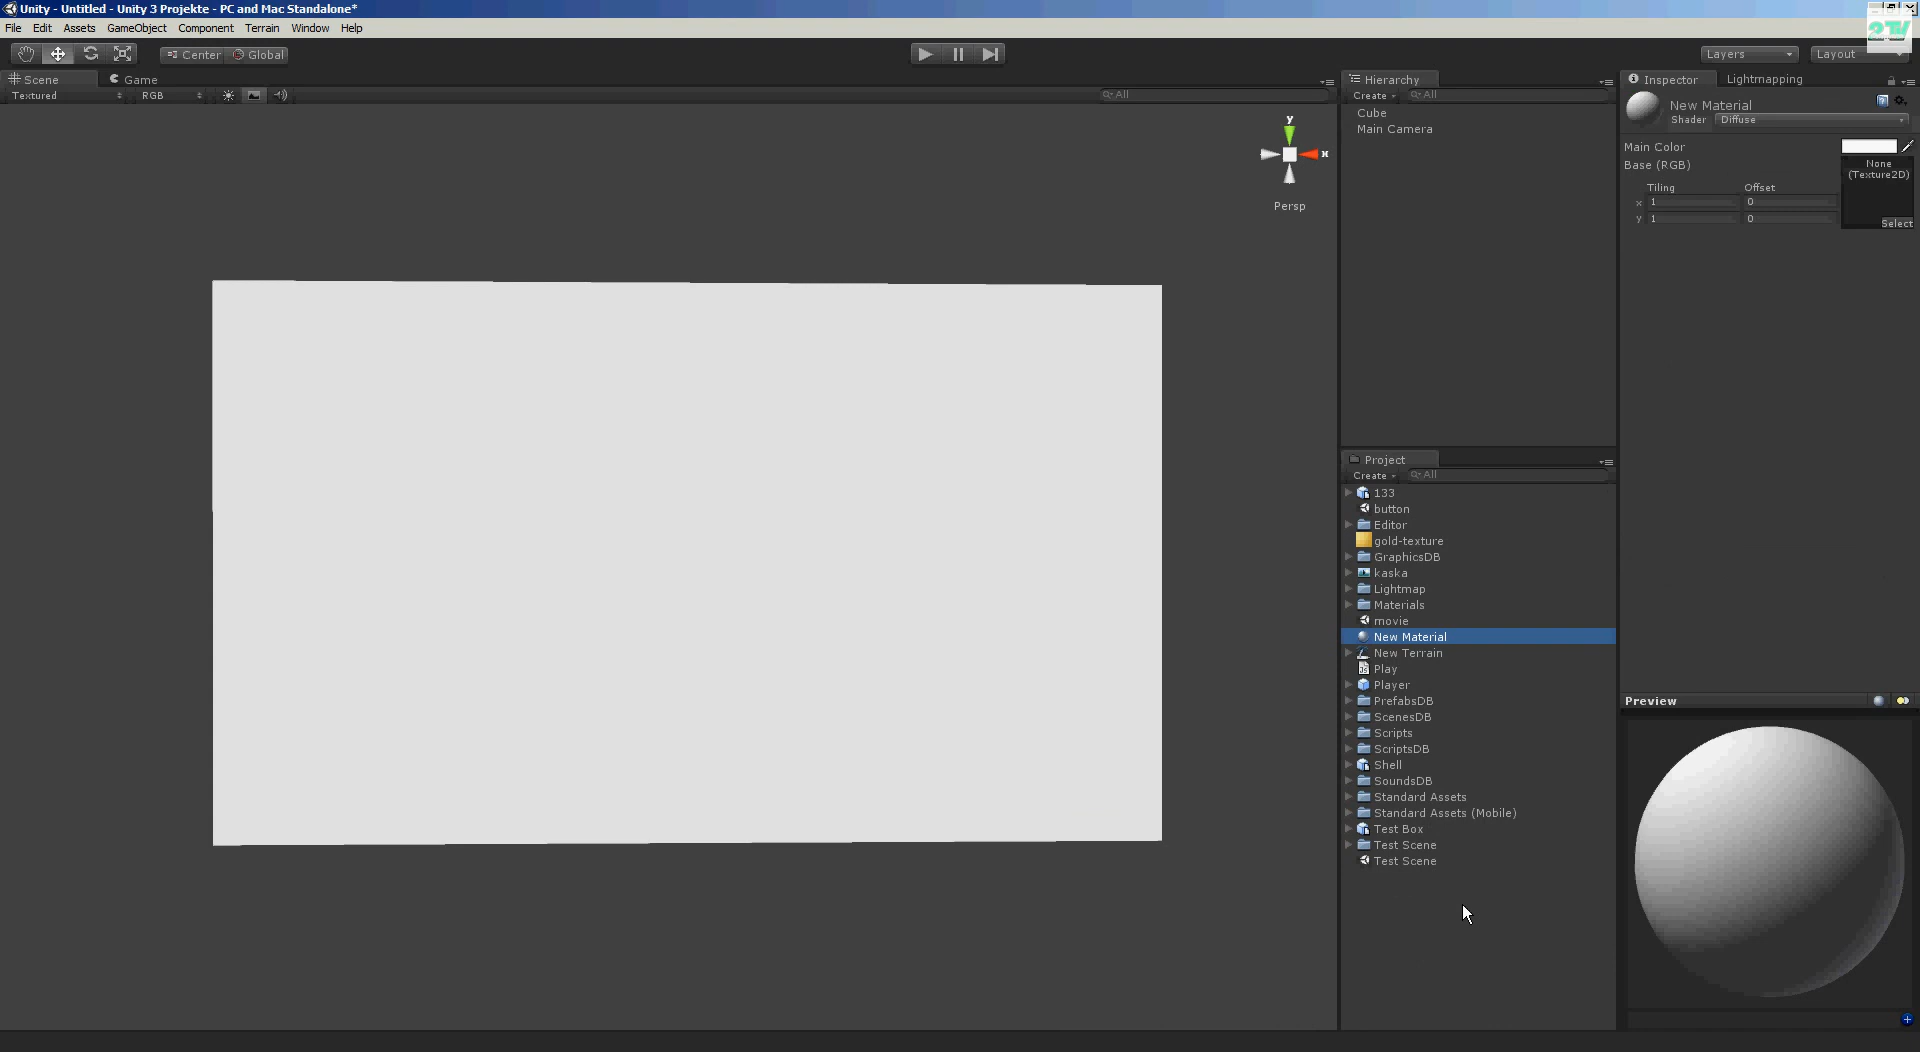 Unity - Untitled - Unity 3 Projekte - PC and Mac Standalone*
File Edit Assets GameObject Component Terrain Window Help
Center Global
Layers Layout
Scene Game
Textured RGB All
y
x
Persp
Hierarchy
Create All
Cube
Main Camera
Project
Create All
133
button
Editor
gold-texture
GraphicsDB
kaska
Lightmap
Materials
movie
New Material
New Terrain
Play
Player
PrefabsDB
ScenesDB
Scripts
ScriptsDB
Shell
SoundsDB
Standard Assets
Standard Assets (Mobile)
Test Box
Test Scene
Test Scene
Inspector Lightmapping
New Material
Shader Diffuse
Main Color
Base (RGB)
None
(Texture2D)
Tiling Offset
x 1 0
y 1 0
Select
Preview